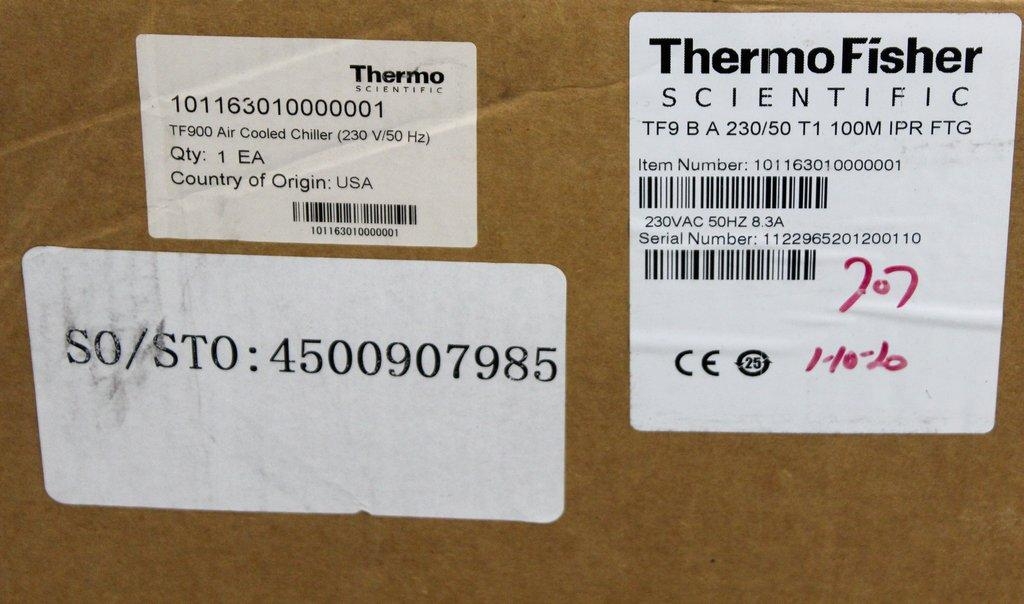 Thermo
SCIENTIFIC
101163010000001
TF900 Air Cooled Chiller (230 V/50 Hz)
Qty: 1 EA
Country of Origin: USA
101163010000001
SO/STO:4500907985
ThermoFisher
SCIENTIFIC
TF9 B A 230/50 T1 100M IPR FTG
Item Number: 101163010000001
230VAC 50HZ 8.3A
Serial Number: 1122965201200110
707
CE 25 1-10-20